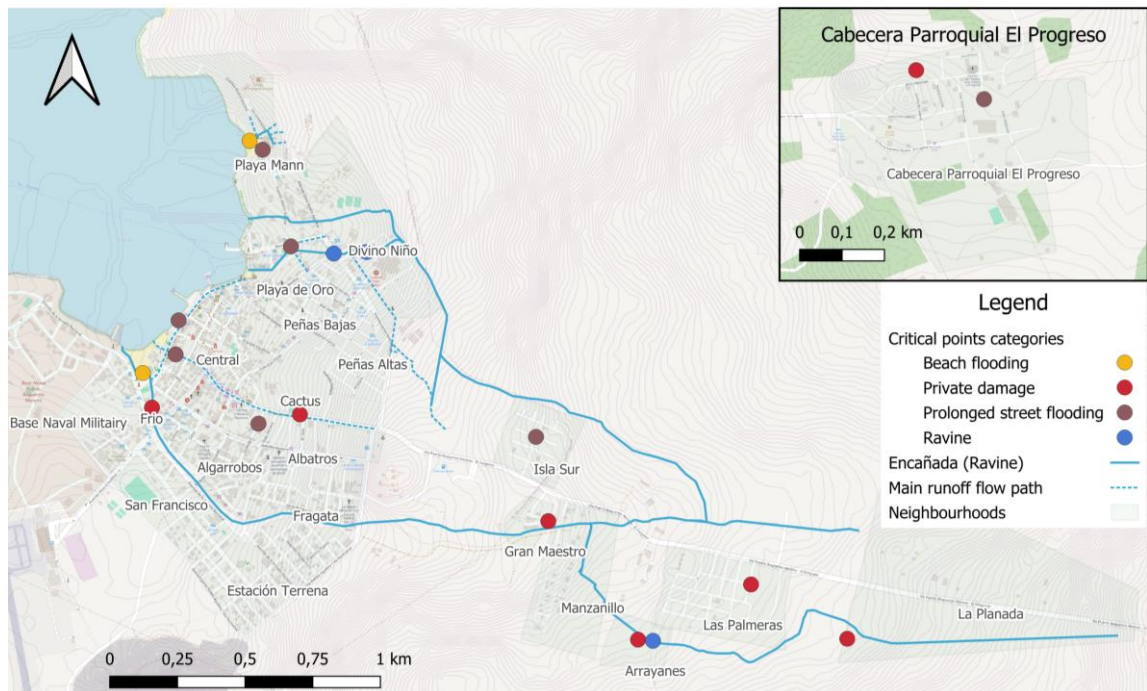 Cabecera Parroquial El Progreso
Cabecera Parroquial El Progreso
0 0,1 0,2 km
Playa Mann
Divino Niño
Playa de Oro
Peñas Bajas
Central
Peñas Altas
Cactus
Base Naval Militairy
Frio
Algarrobos
Albatros
Isla Sur
San Francisco
Fragata
Gran Maestro
Estación Terrena
Manzanillo
Las Palmeras
La Planada
Arrayanes
0 0,25 0,5 0,75 1 km
Legend
Critical points categories
Beach flooding
Private damage
Prolonged street flooding
Ravine
Encañada (Ravine)
Main runoff flow path
Neighbourhoods